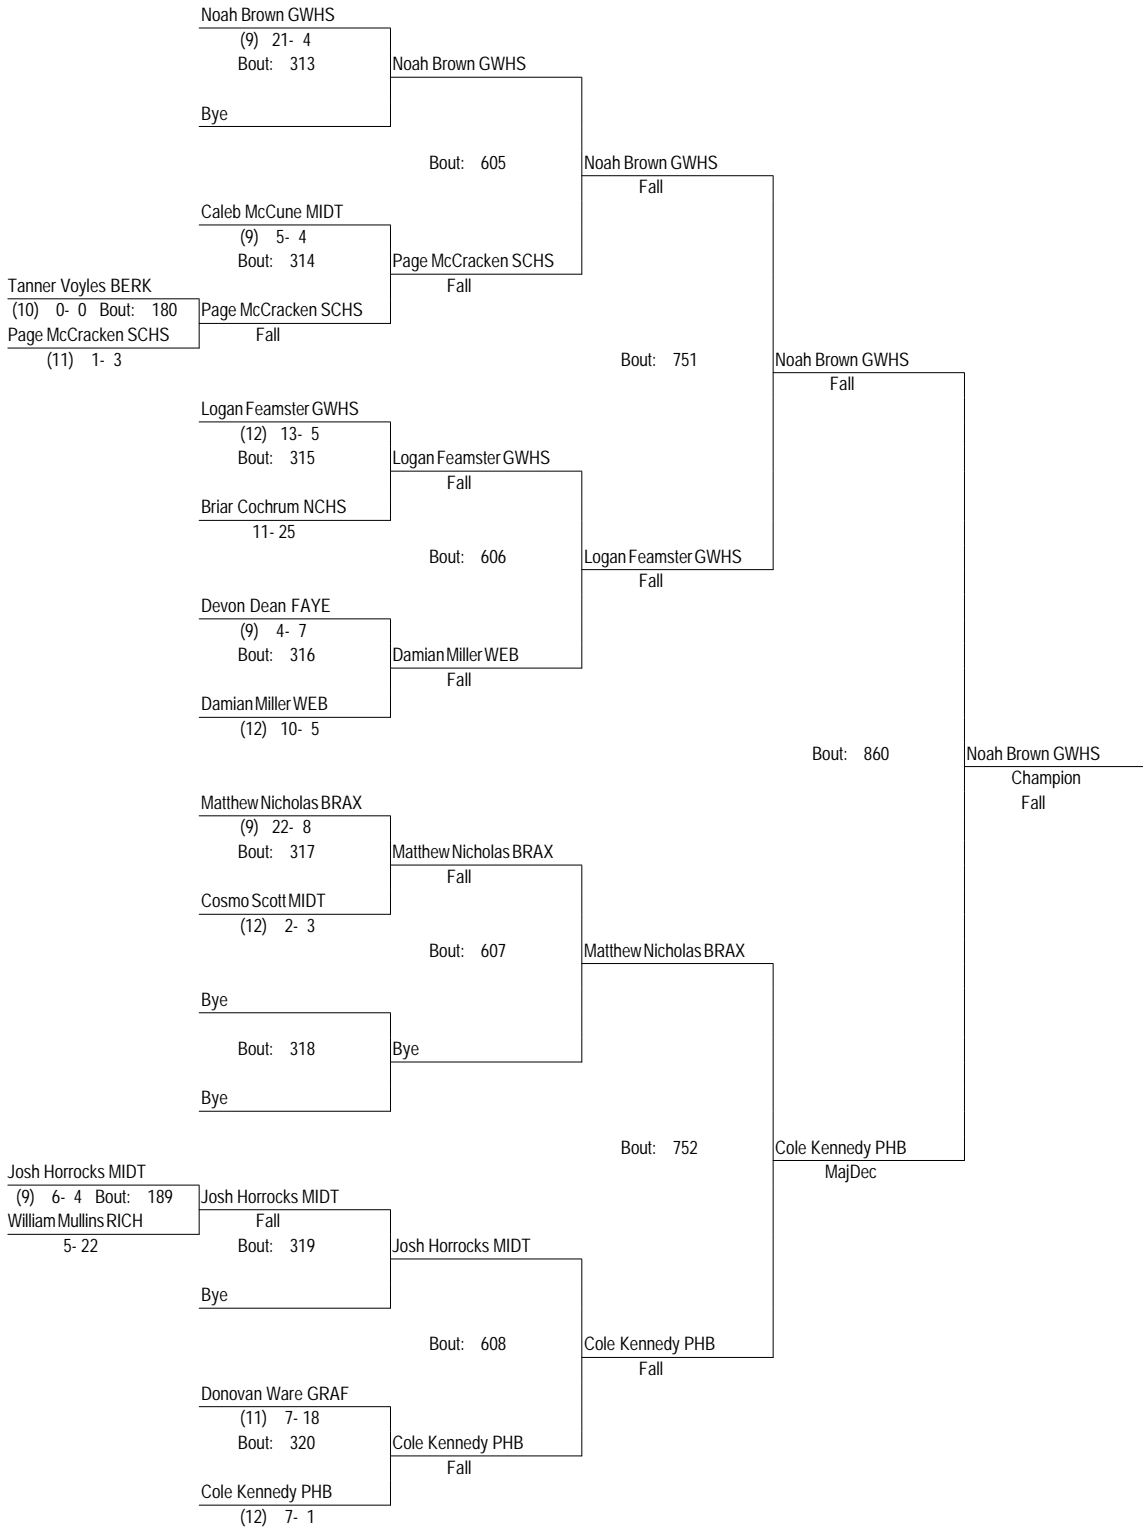 Noah Brown GWHS
(9) 21- 4
Bout: 313
Noah Brown GWHS
Bye
Bout: 605
Noah Brown GWHS
Fall
Caleb McCune MIDT
(9) 5- 4
Bout: 314
Page McCracken SCHS
Fall
Tanner Voyles BERK
(10) 0- 0 Bout: 180
Page McCracken SCHS
Page McCracken SCHS
Fall
(11) 1- 3
Bout: 751
Noah Brown GWHS
Fall
Logan Feamster GWHS
(12) 13- 5
Bout: 315
Logan Feamster GWHS
Fall
Briar Cochrum NCHS
11- 25
Bout: 606
Logan Feamster GWHS
Fall
Devon Dean FAYE
(9) 4- 7
Bout: 316
Damian Miller WEB
Fall
Damian Miller WEB
(12) 10- 5
Bout: 860
Noah Brown GWHS
Champion
Fall
Matthew Nicholas BRAX
(9) 22- 8
Bout: 317
Matthew Nicholas BRAX
Fall
Cosmo Scott MIDT
(12) 2- 3
Bout: 607
Matthew Nicholas BRAX
Bye
Bout: 318
Bye
Bye
Bout: 752
Cole Kennedy PHB
MajDec
Josh Horrocks MIDT
(9) 6- 4 Bout: 189
Josh Horrocks MIDT
William Mullins RICH
Fall
5- 22
Bout: 319
Josh Horrocks MIDT
Bye
Bout: 608
Cole Kennedy PHB
Fall
Donovan Ware GRAF
(11) 7- 18
Bout: 320
Cole Kennedy PHB
Fall
Cole Kennedy PHB
(12) 7- 1